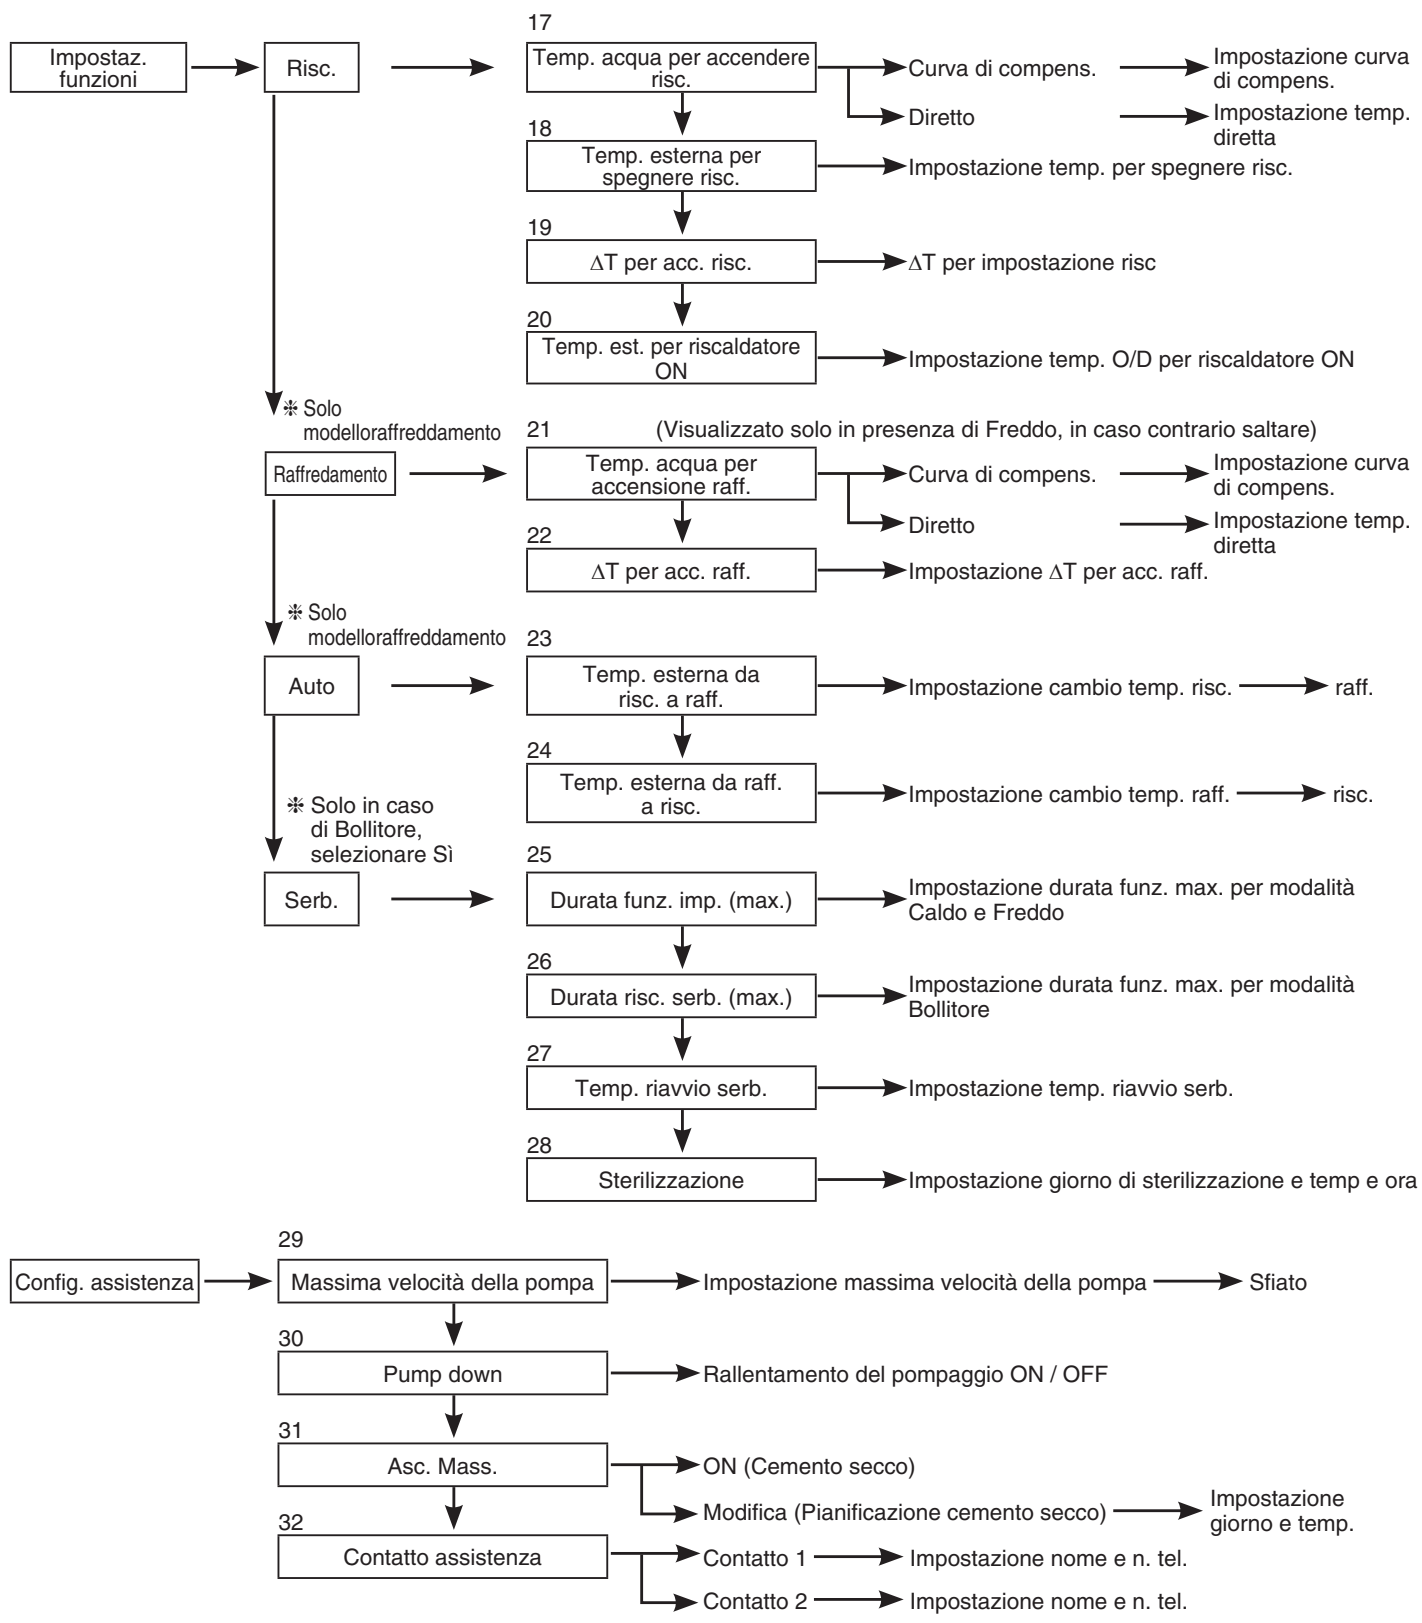 17
Impostaz.
funzioni
Risc.
Temp. acqua per accendere
risc.
Curva di compens.
Impostazione curva
di compens.
Diretto
Impostazione temp.
diretta
18
Temp. esterna per
spegnere risc.
Impostazione temp. per spegnere risc.
19
ΔT per acc. risc.
ΔT per impostazione risc
20
Temp. est. per riscaldatore
ON
Impostazione temp. O/D per riscaldatore ON
❉ Solo
modelloraffreddamento
21
(Visualizzato solo in presenza di Freddo, in caso contrario saltare)
Raffredamento
Temp. acqua per
accensione raff.
Curva di compens.
Impostazione curva
di compens.
Diretto
Impostazione temp.
diretta
22
ΔT per acc. raff.
Impostazione ΔT per acc. raff.
❉ Solo
modelloraffreddamento
23
Auto
Temp. esterna da
risc. a raff.
Impostazione cambio temp. risc.
raff.
24
Temp. esterna da raff.
a risc.
Impostazione cambio temp. raff.
risc.
❉ Solo in caso
di Bollitore,
selezionare Sì
25
Serb.
Durata funz. imp. (max.)
Impostazione durata funz. max. per modalità
Caldo e Freddo
26
Durata risc. serb. (max.)
Impostazione durata funz. max. per modalità
Bollitore
27
Temp. riavvio serb.
Impostazione temp. riavvio serb.
28
Sterilizzazione
Impostazione giorno di sterilizzazione e temp e ora
29
Config. assistenza
Massima velocità della pompa
Impostazione massima velocità della pompa
Sfiato
30
Pump down
Rallentamento del pompaggio ON / OFF
31
Asc. Mass.
ON (Cemento secco)
Modifica (Pianificazione cemento secco)
Impostazione
giorno e temp.
32
Contatto assistenza
Contatto 1
Impostazione nome e n. tel.
Contatto 2
Impostazione nome e n. tel.